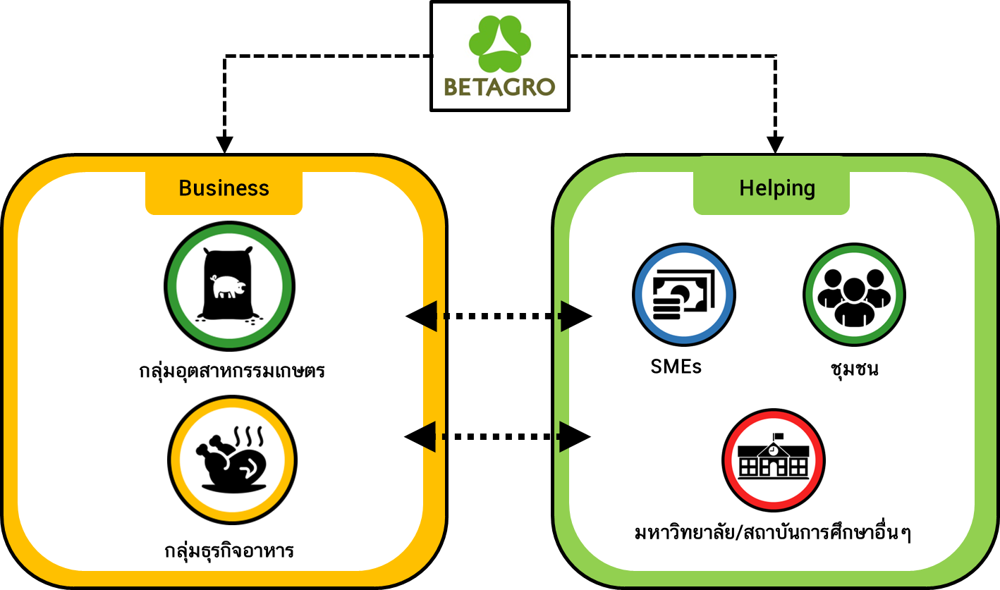 BETAGRO
Business
Helping
กลุ่มอุตสาหกรรมเกษตร
SMEs
ชุมชน
กลุ่มธุรกิจอาหาร
มหาวิทยาลัย/สถาบันการศึกษาอื่นๆ